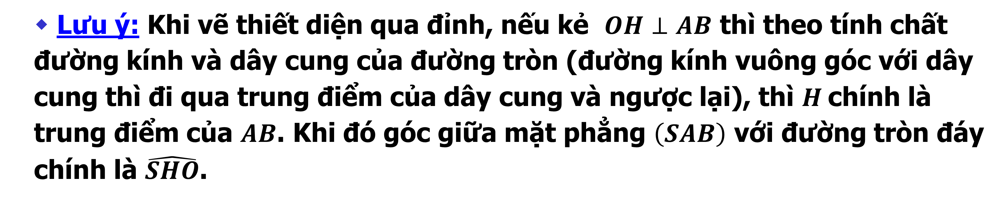 ◆ Lưu ý: Khi vẽ thiết diện qua đỉnh, nếu kẻ OH ⊥ AB thì theo tính chất
đường kính và dây cung của đường tròn (đường kính vuông góc với dây
cung thì đi qua trung điểm của dây cung và ngược lại), thì H chính là
trung điểm của AB. Khi đó góc giữa mặt phẳng (SAB) với đường tròn đáy
chính là $\widehat{SHO}$.